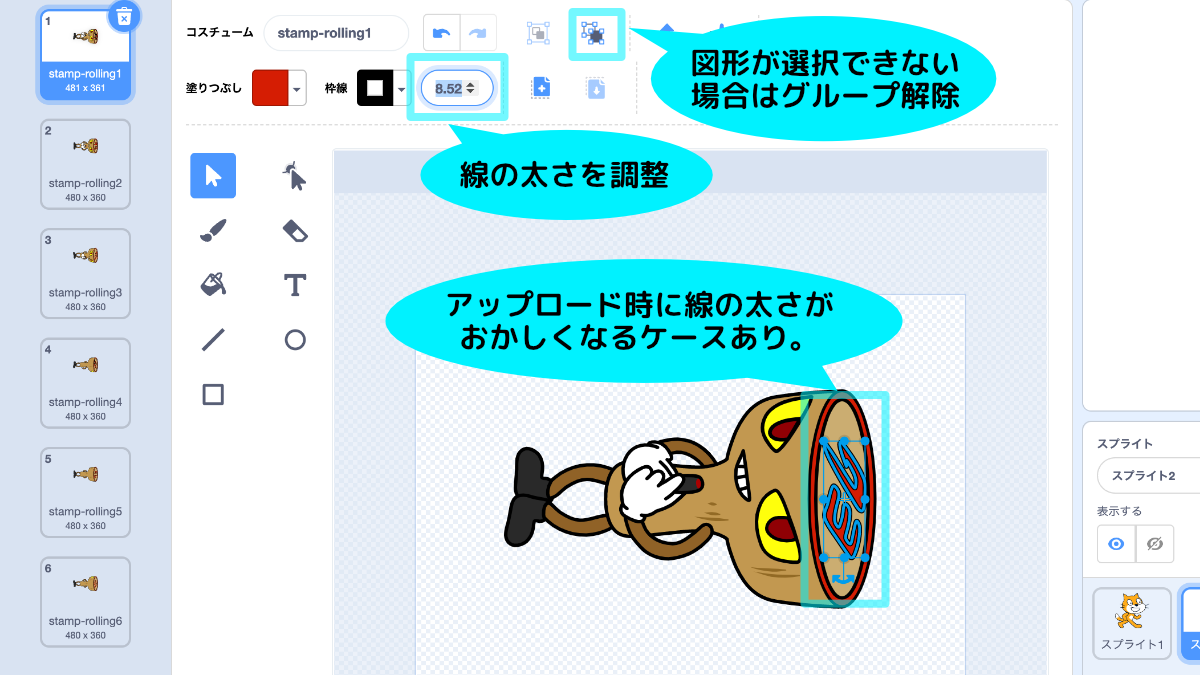 1
stamp-rolling1
481 x 361
2
stamp-rolling2
480 x 360
3
stamp-rolling3
480 x 360
4
stamp-rolling4
480 x 360
5
stamp-rolling5
480 x 360
6
stamp-rolling6
480 x 360
コスチューム
stamp-rolling1
塗りつぶし
枠線
8.52
図形が選択できない
場合はグループ解除
線の太さを調整
T
アップロード時に線の太さが
おかしくなるケースあり。
スプライト
スプライト2
表示する
スプライト1
ス